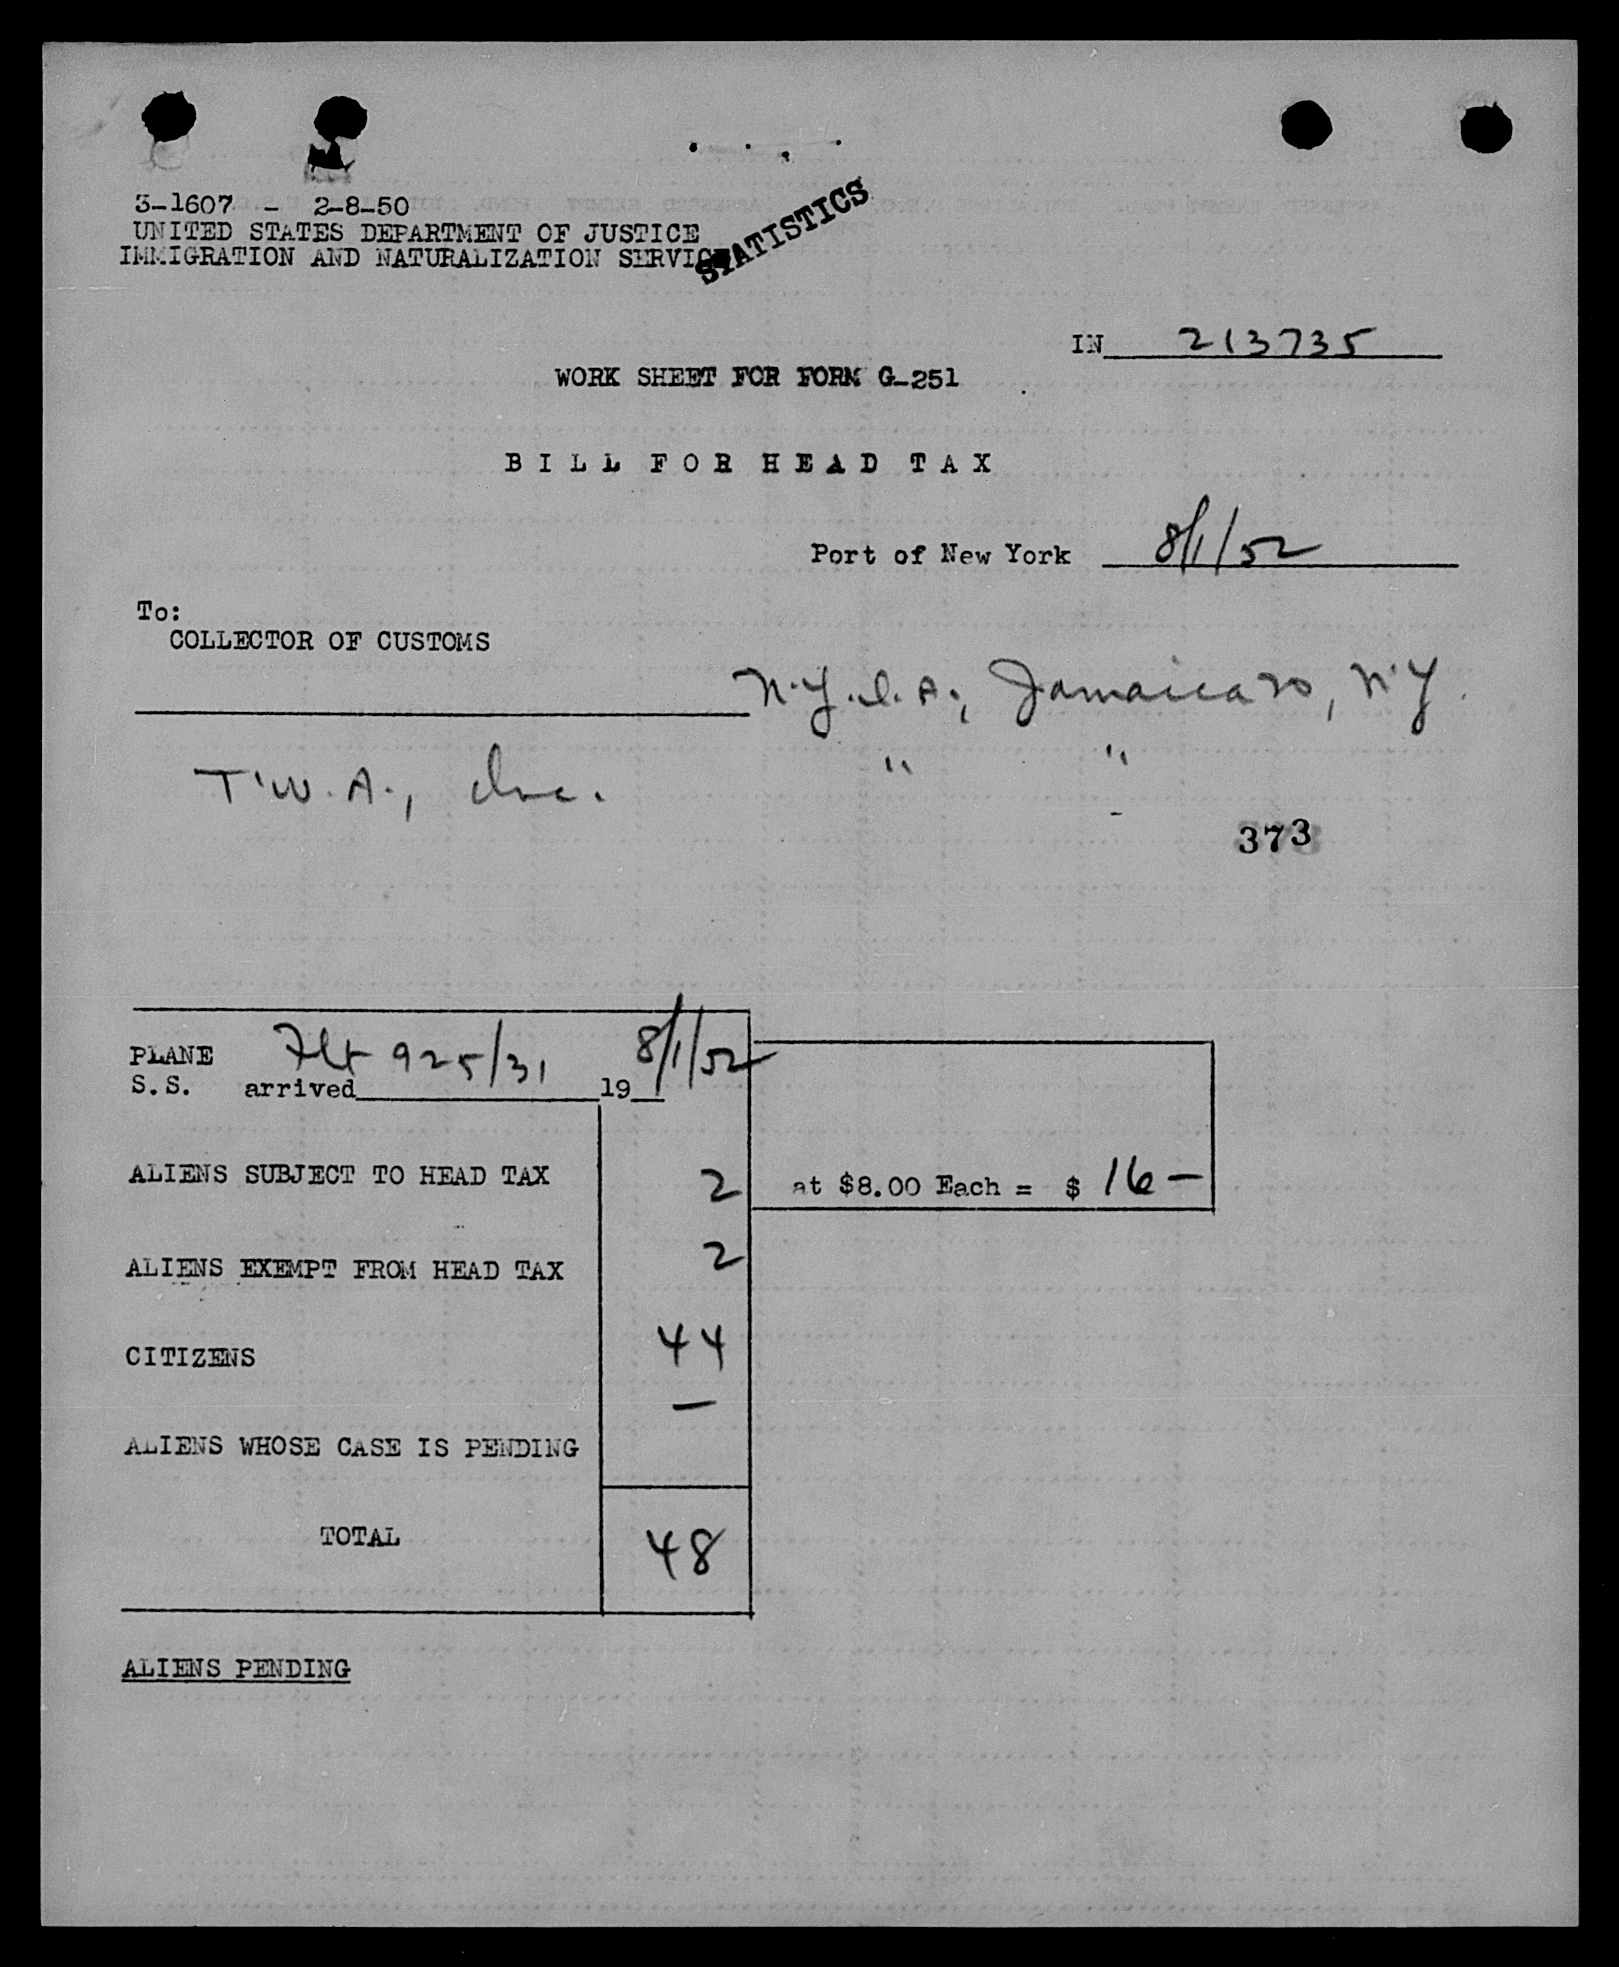 3-1607 - 2-8-50
UNITED STATES DEPARTMENT OF JUSTICE
IMMIGRATION AND NATURALIZATION SERVICE
STATISTICS
IN 213735
WORK SHEET FOR FORM G-251
BILL FOR HEAD TAX
Port of New York 8/1/52
To:
COLLECTOR OF CUSTOMS
N.Y.I.A., Jamaica 30, N.Y.
T.W.A., Inc. " "
373
PLANE Flt 925/31 8/1/52
S.S. arrived 19
ALIENS SUBJECT TO HEAD TAX 2 at $8.00 Each = $ 16 -
ALIENS EXEMPT FROM HEAD TAX 2
CITIZENS 44
ALIENS WHOSE CASE IS PENDING —
TOTAL 48
ALIENS PENDING